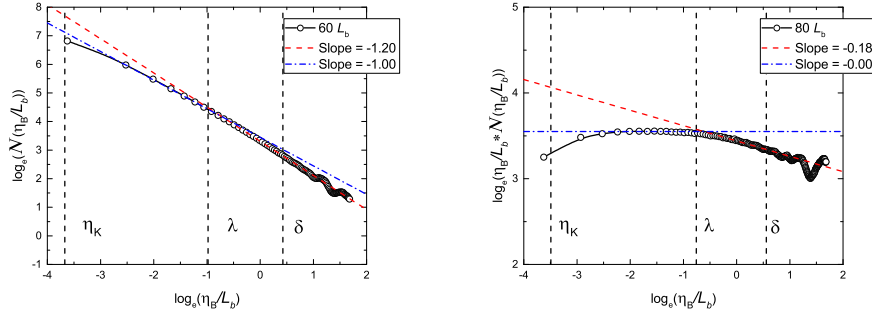 8
7
6
5
4
3
2
1
0
-1
-4 -3 -2 -1 0 1 2
log_e(N(η_B/L_b))
log_e(η_B/L_b)
60 L_b
Slope = -1.20
Slope = -1.00
η_K λ δ
5
4
3
2
-4 -3 -2 -1 0 1 2
log_e(η_B/L_b*N(η_B/L_b))
log_e(η_B/L_b)
80 L_b
Slope = -0.18
Slope = -0.00
η_K λ δ